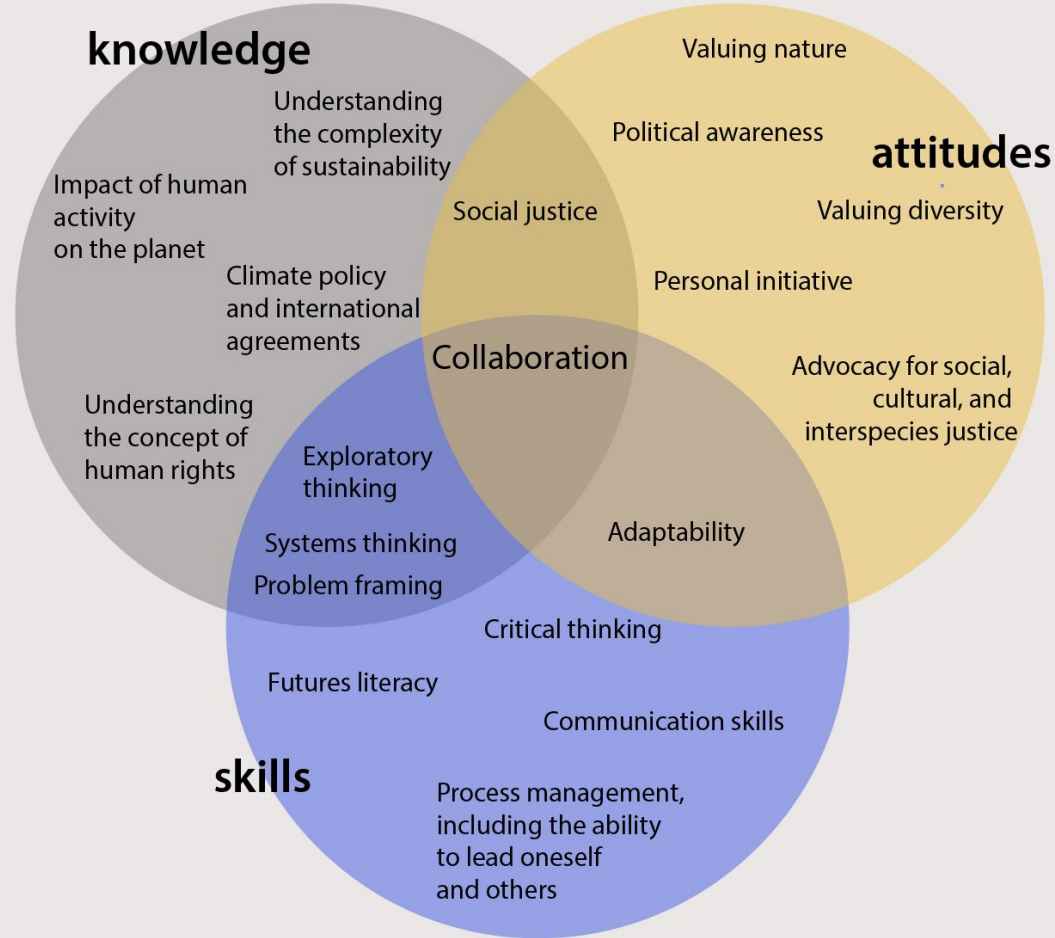 knowledge
Understanding
the complexity
of sustainability
Impact of human
activity
on the planet
Climate policy
and international
agreements
Understanding
the concept of
human rights
Social justice
Valuing nature
Political awareness
attitudes
Valuing diversity
Personal initiative
Advocacy for social,
cultural, and
interspecies justice
Collaboration
Exploratory
thinking
Systems thinking
Problem framing
Adaptability
Critical thinking
Futures literacy
Communication skills
skills
Process management,
including the ability
to lead oneself
and others